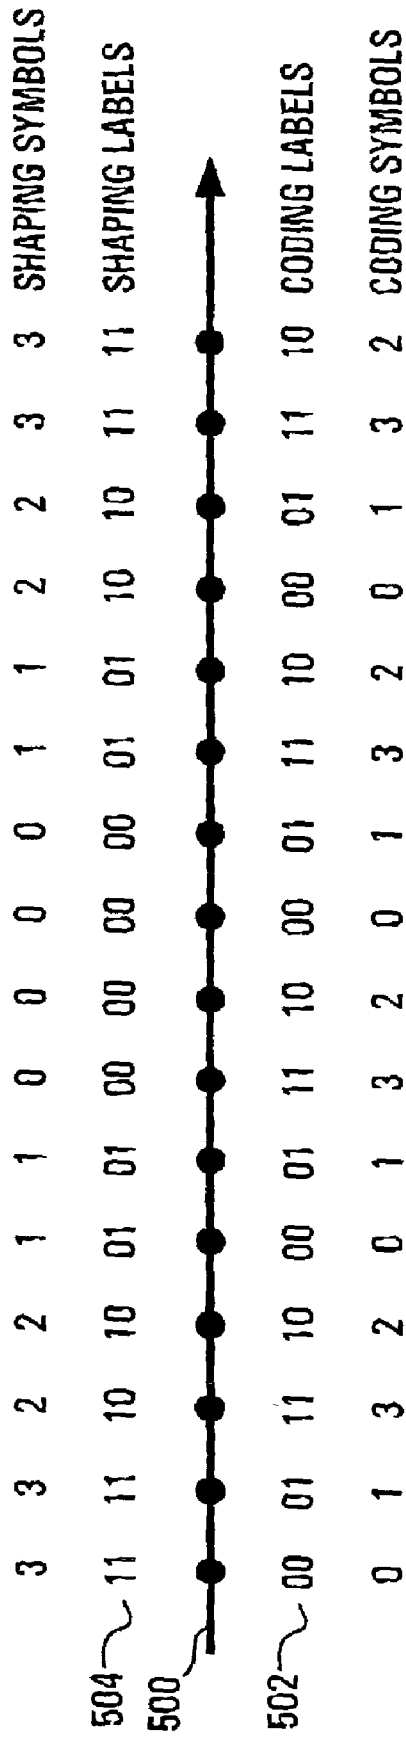 3 3 2 2 1 1 0 0 0 0 1 1 2 2 3 3 SHAPING SYMBOLS
504 11 11 10 10 01 01 00 00 00 00 01 01 10 10 11 11 SHAPING LABELS
500
502 00 01 11 10 00 01 11 10 00 01 11 10 00 01 11 10 CODING LABELS
0 1 3 2 0 1 3 2 0 1 3 2 0 1 3 2 CODING SYMBOLS